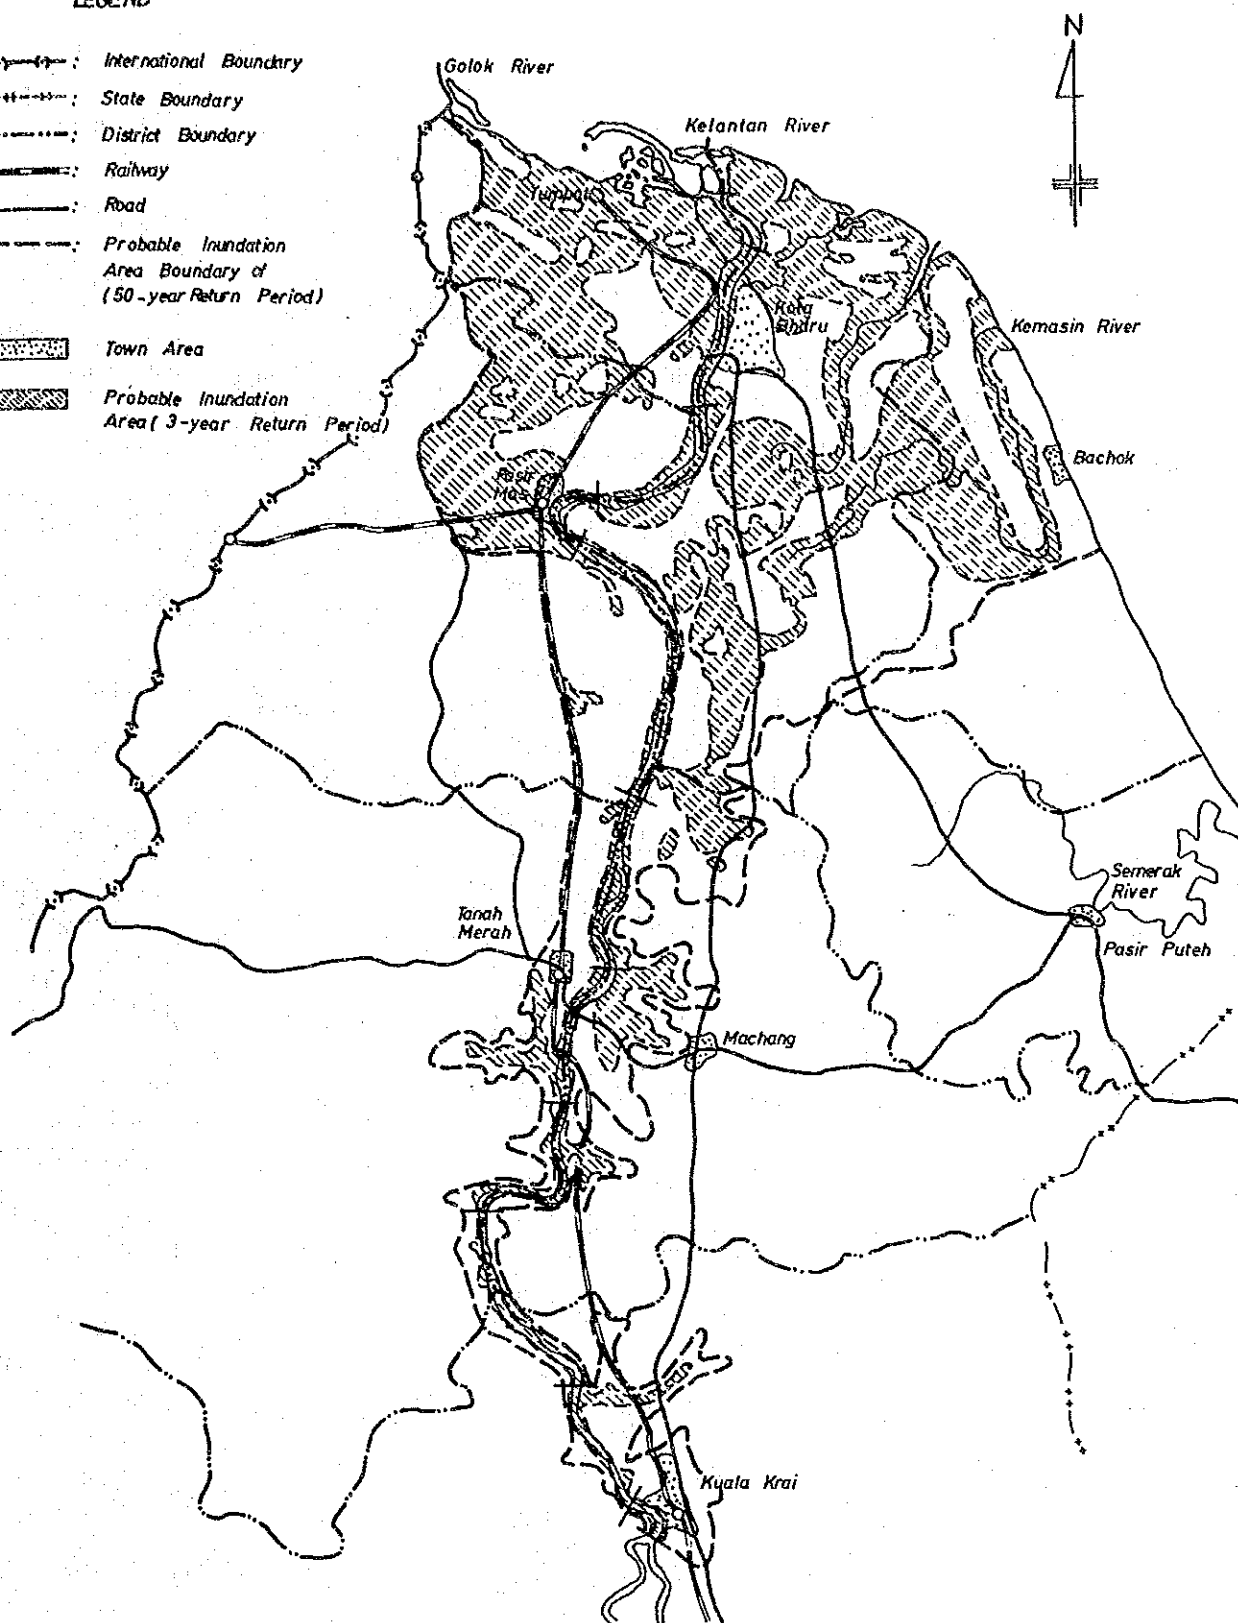 LEGEND
: International Boundary
: State Boundary
: District Boundary
: Railway
: Road
: Probable Inundation
Area Boundary of
(50-year Return Period)
Town Area
Probable Inundation
Area (3-year Return Period)
N
Golok River
Kelantan River
Tumpat
Kota
Bharu
Kemasin River
Bachok
Pasir
Mas
Tanah
Merah
Semerak
River
Pasir Puteh
Machang
Kuala Krai